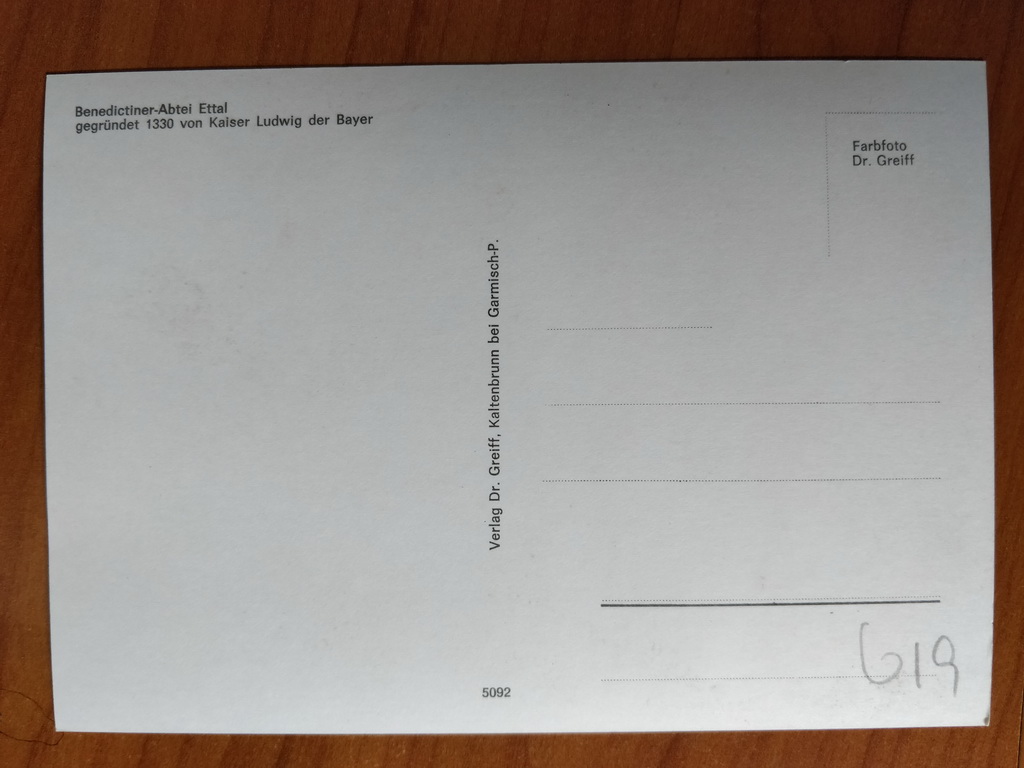 Benedictiner-Abtei Ettal
gegründet 1330 von Kaiser Ludwig der Bayer
Farbfoto
Dr. Greiff
Verlag Dr. Greiff, Kaltenbrunn bei Garmisch-P.
619
5092